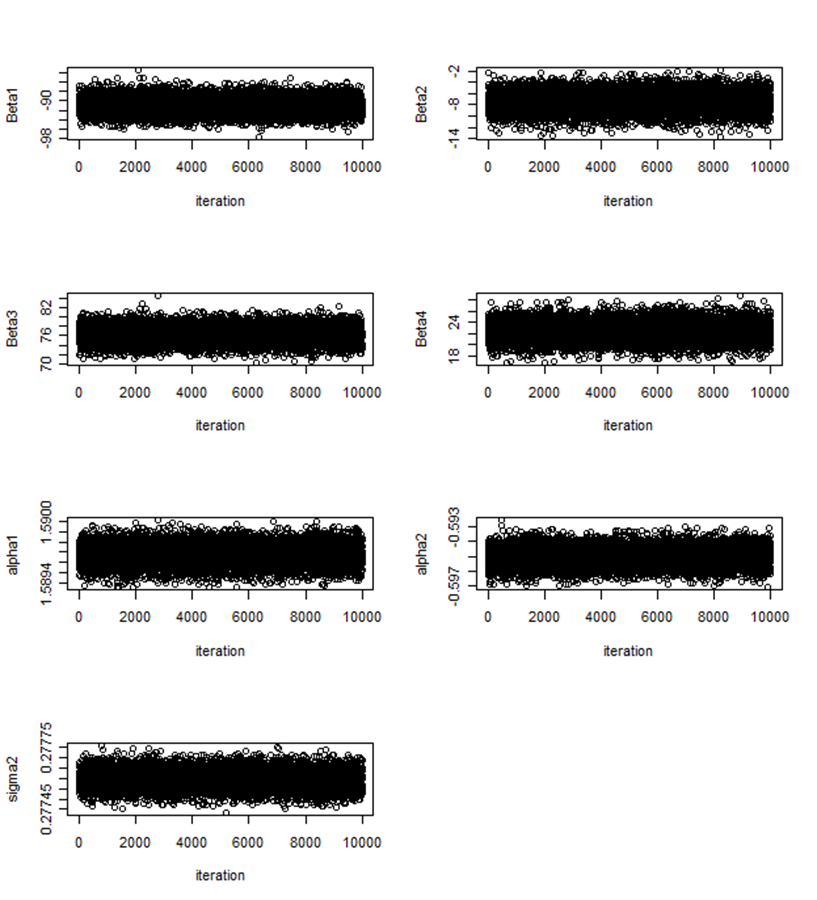 Beta1
-98 -90
0 2000 4000 6000 8000 10000
iteration
Beta2
-14 -8 -2
0 2000 4000 6000 8000 10000
iteration
Beta3
70 76 82
0 2000 4000 6000 8000 10000
iteration
Beta4
18 24
0 2000 4000 6000 8000 10000
iteration
alpha1
1.5894 1.5900
0 2000 4000 6000 8000 10000
iteration
alpha2
-0.597 -0.593
0 2000 4000 6000 8000 10000
iteration
sigma2
0.27745 0.27775
0 2000 4000 6000 8000 10000
iteration